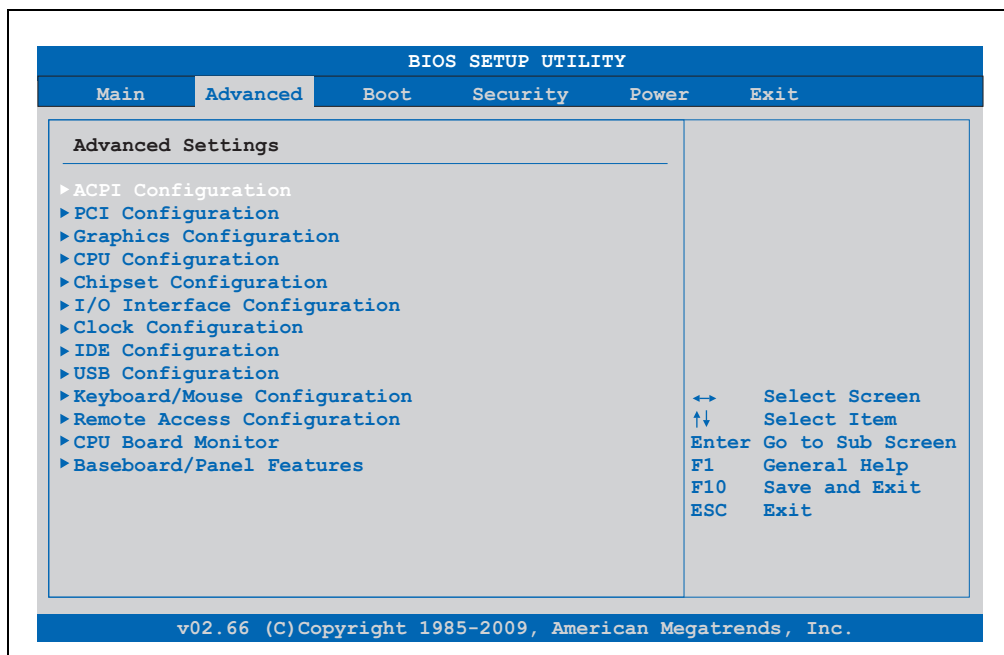 BIOS SETUP UTILITY
Main Advanced Boot Security Power Exit
Advanced Settings
ACPI Configuration
PCI Configuration
Graphics Configuration
CPU Configuration
Chipset Configuration
I/O Interface Configuration
Clock Configuration
IDE Configuration
USB Configuration
Keyboard/Mouse Configuration
Remote Access Configuration
CPU Board Monitor
Baseboard/Panel Features
↔ Select Screen
↑↓ Select Item
Enter Go to Sub Screen
F1 General Help
F10 Save and Exit
ESC Exit
v02.66 (C)Copyright 1985-2009, American Megatrends, Inc.